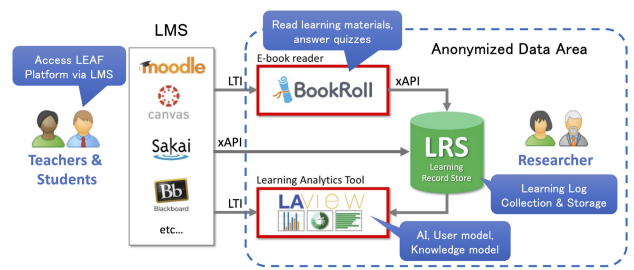 LMS
Read learning materials,
answer quizzes
Anonymized Data Area
Access LEAF
Platform via LMS
moodle
E-book reader
LTI
BookRoll
xAPI
canvas
Sakai
xAPI
LRS
Learning
Record Store
Teachers &
Students
Researcher
Learning Analytics Tool
Bb
Blackboard
LTI
LAView
Learning Log
Collection & Storage
etc...
AI, User model,
Knowledge model